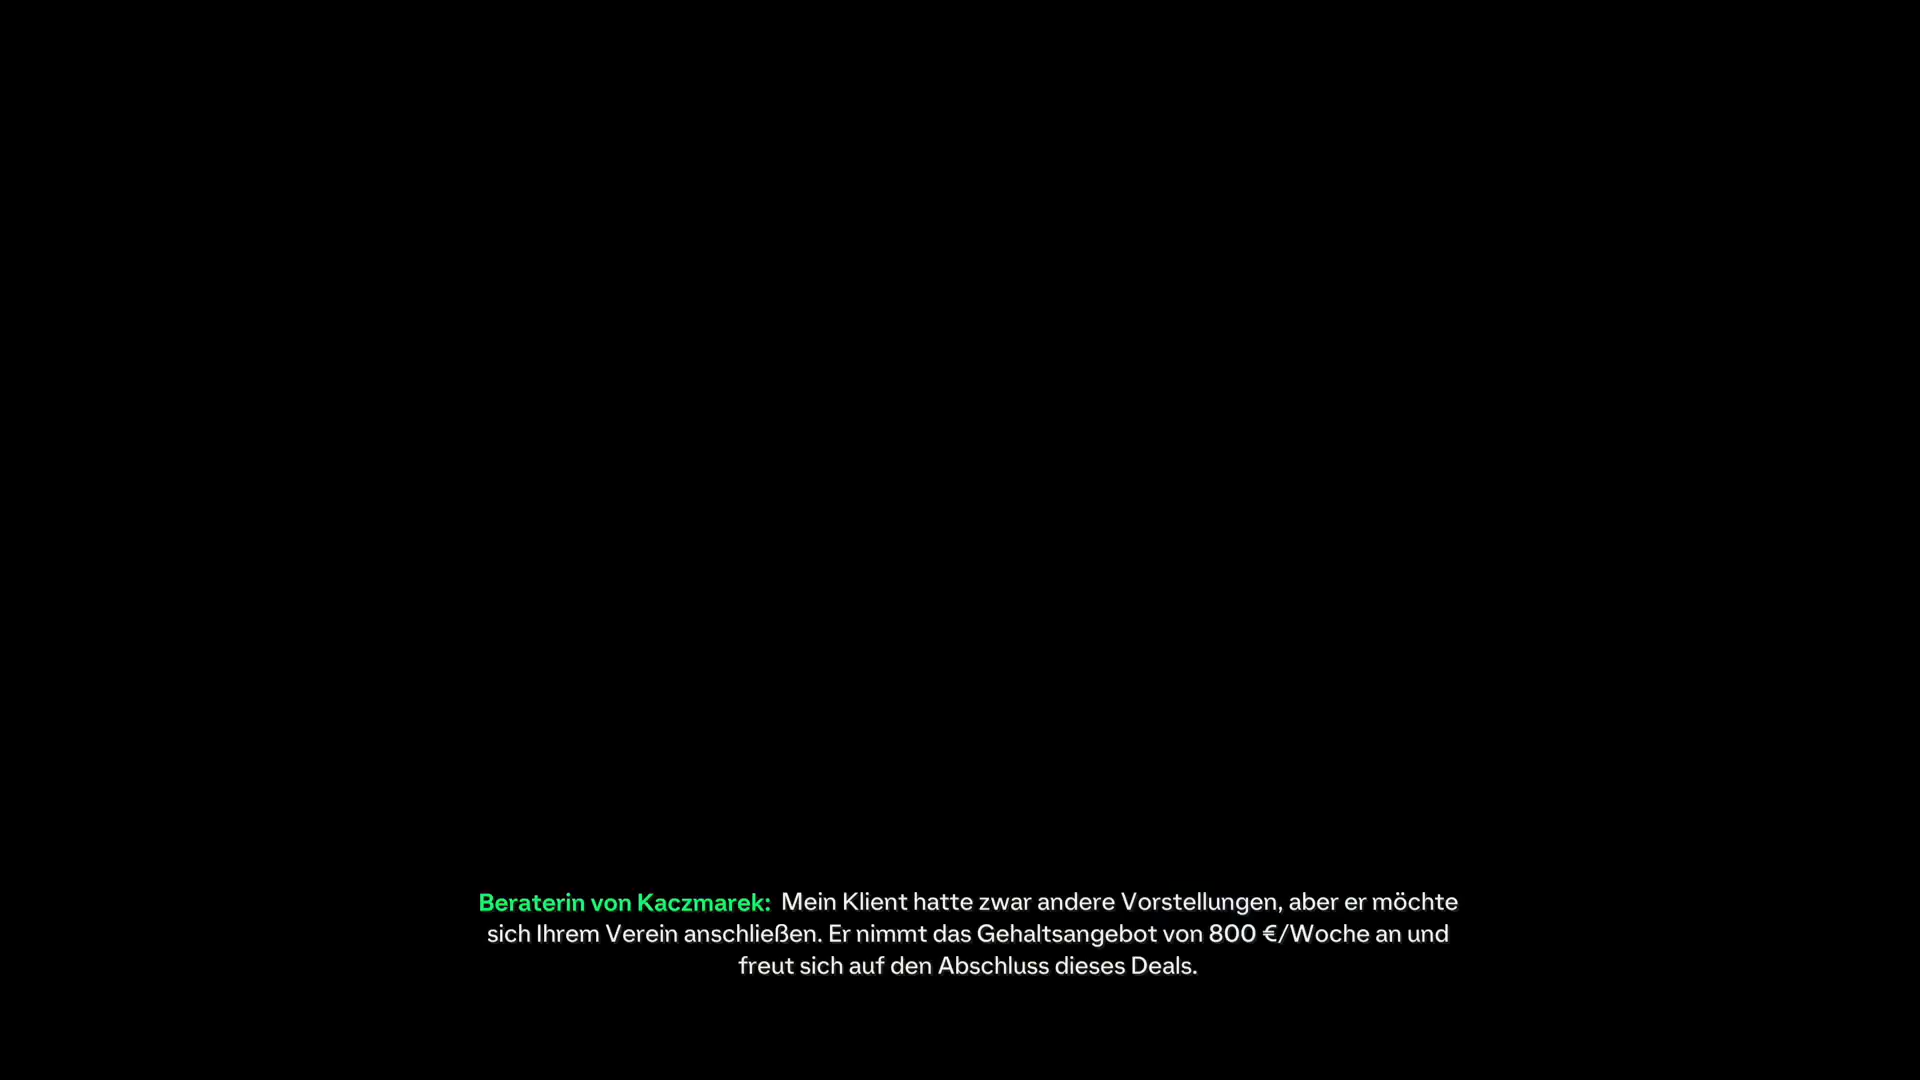 Beraterin von Kaczmarek: Mein Klient hatte zwar andere Vorstellungen, aber er möchte
sich Ihrem Verein anschließen. Er nimmt das Gehaltsangebot von 800 €/Woche an und
freut sich auf den Abschluss dieses Deals.